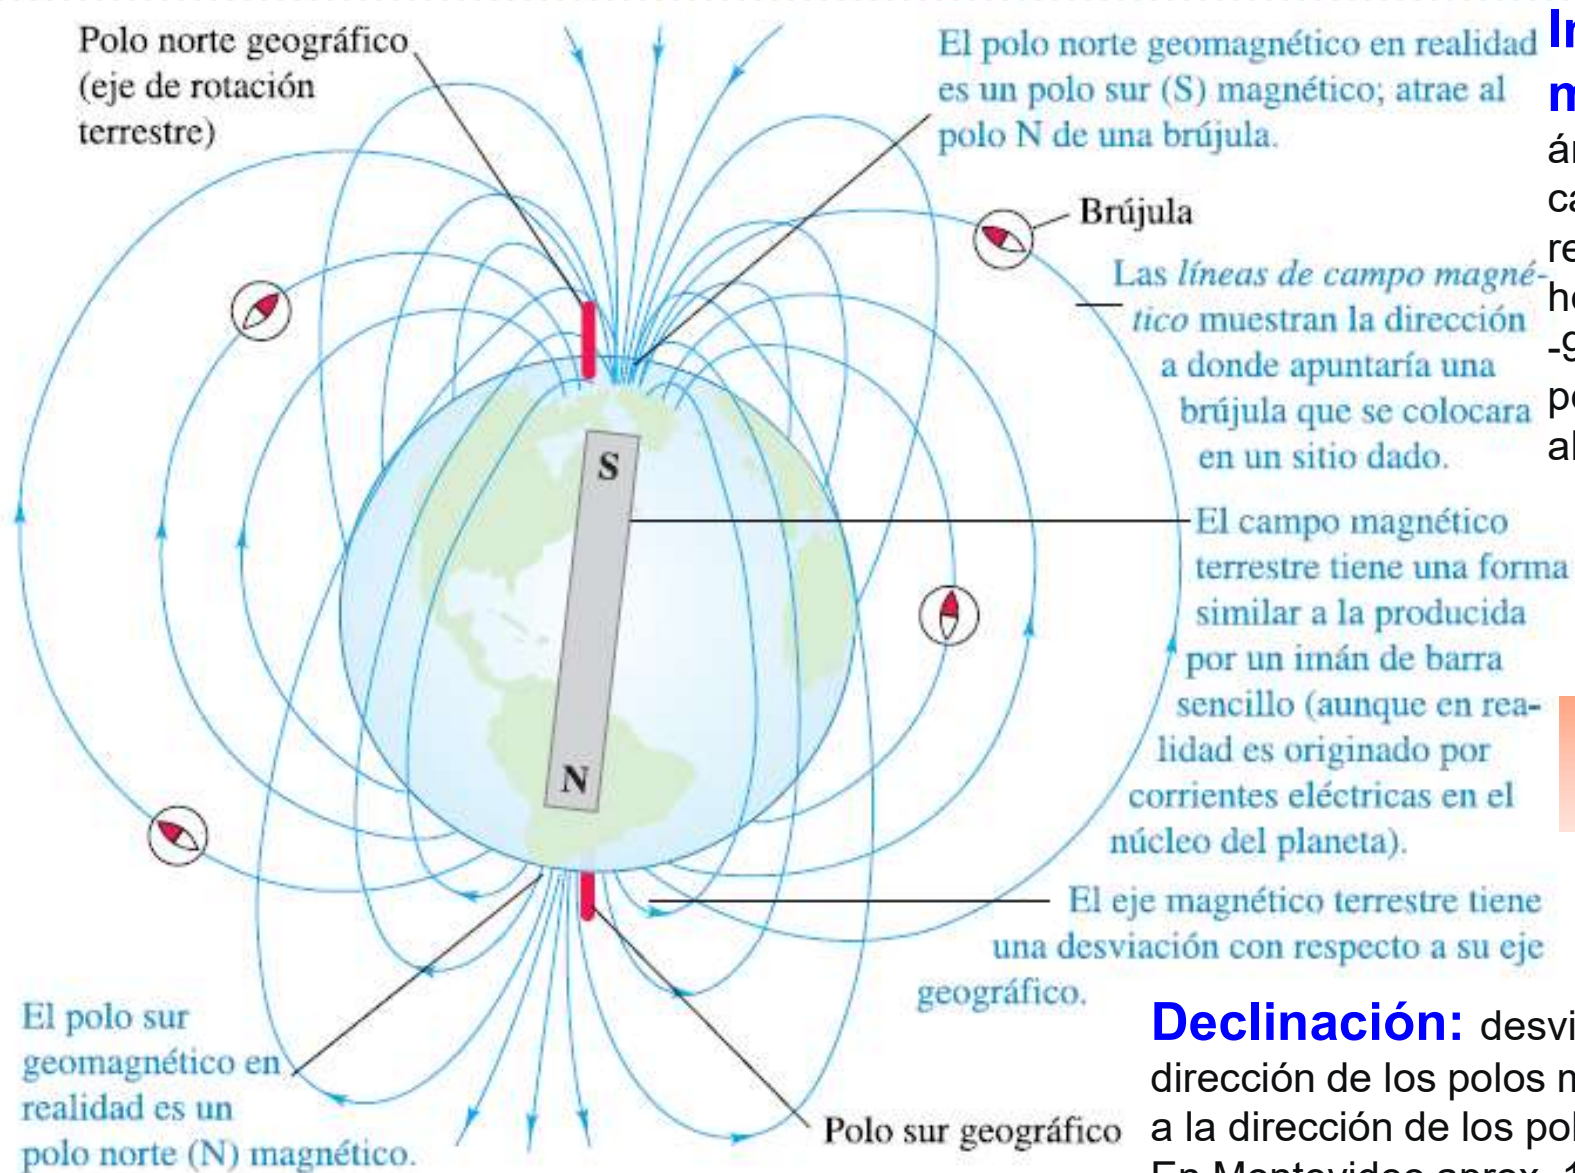 Polo norte geográfico
(eje de rotación
terrestre)
El polo norte geomagnético en realidad
es un polo sur (S) magnético; atrae al
polo N de una brújula.
Brújula
Las líneas de campo magné-
tico muestran la dirección
a donde apuntaría una
brújula que se colocara
en un sitio dado.
S
El campo magnético
terrestre tiene una forma
similar a la producida
por un imán de barra
sencillo (aunque en rea-
lidad es originado por
corrientes eléctricas en el
núcleo del planeta).
N
El eje magnético terrestre tiene
una desviación con respecto a su eje
geográfico.
El polo sur
geomagnético en
realidad es un
polo norte (N) magnético.
Polo sur geográfico
Declinación:
dirección de los polos
a la dirección de los
En Montevideo aprox.